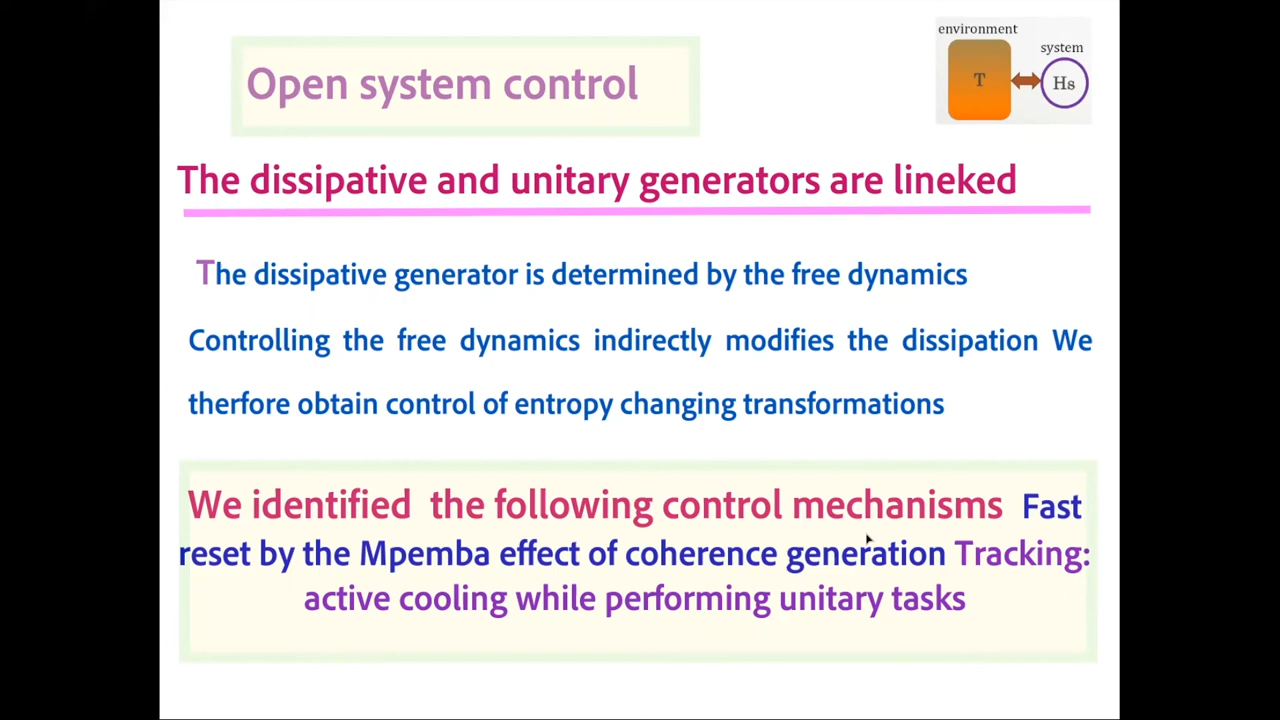 environment
system
T
Hs
Open system control
The dissipative and unitary generators are lineked
The dissipative generator is determined by the free dynamics
Controlling the free dynamics indirectly modifies the dissipation We
therfore obtain control of entropy changing transformations
We identified the following control mechanisms Fast
reset by the Mpemba effect of coherence generation Tracking:
active cooling while performing unitary tasks